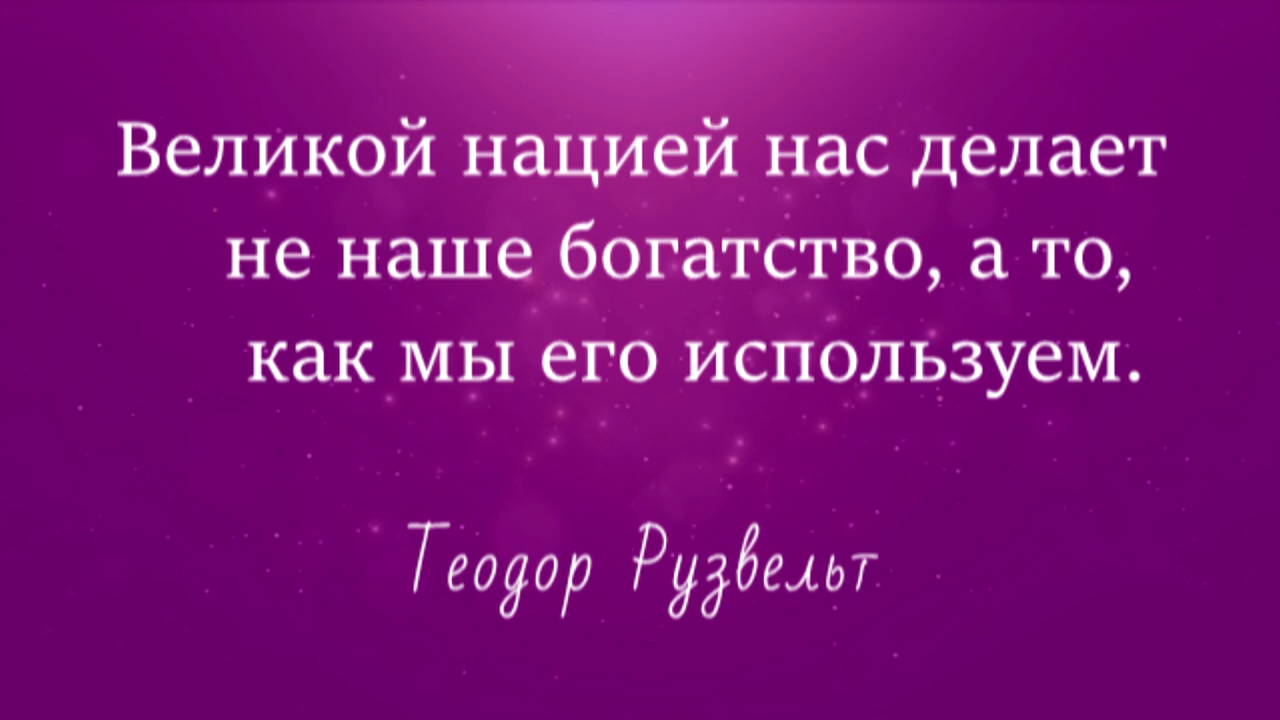 Великой нацией нас делает
не наше богатство, а то,
как мы его используем.
Теодор Рузвельт